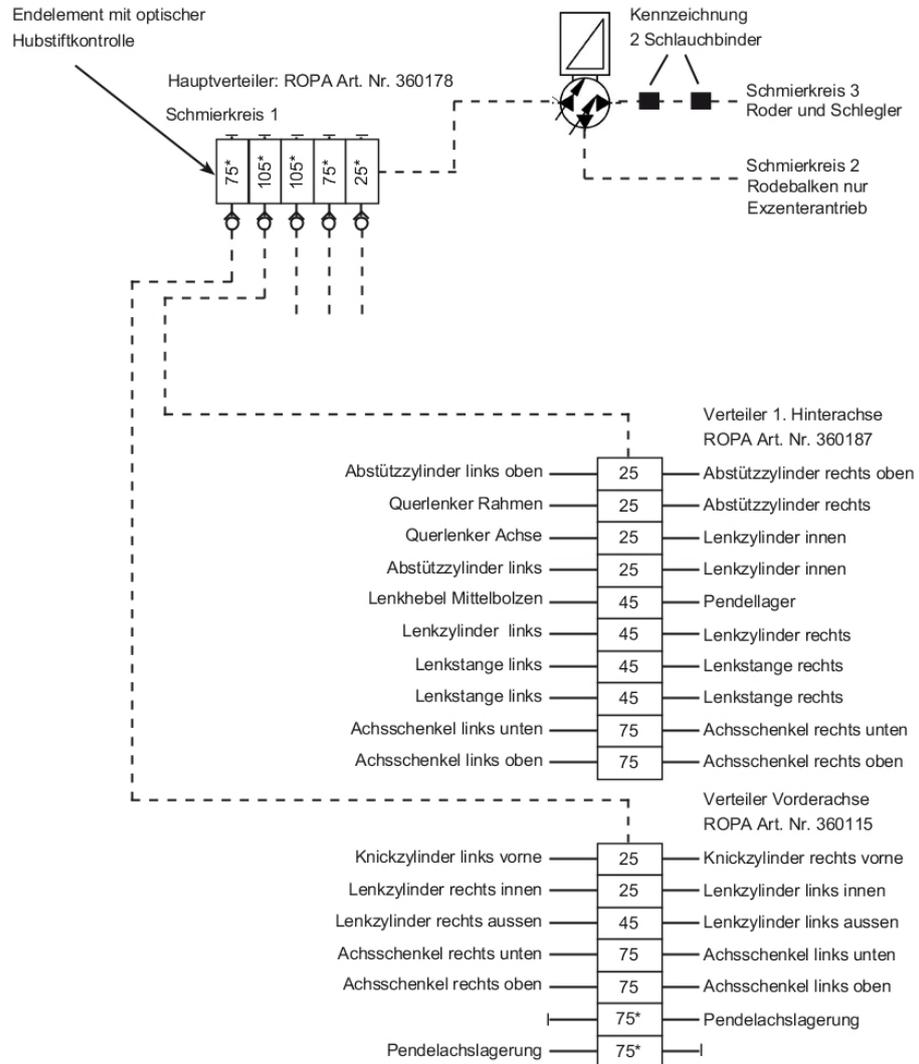 Endelement mit optischer
Hubstiftkontrolle
Kennzeichnung
2 Schlauchbinder
Hauptverteiler: ROPA Art. Nr. 360178
Schmierkreis 1
Schmierkreis 3
Roder und Schlegler
75* 105* 105* 75* 25*
Schmierkreis 2
Rodebalken nur
Exzenterantrieb
Verteiler 1. Hinterachse
ROPA Art. Nr. 360187
Abstützzylinder links oben 25 Abstützzylinder rechts oben
Querlenker Rahmen 25 Abstützzylinder rechts
Querlenker Achse 25 Lenkzylinder innen
Abstützzylinder links 25 Lenkzylinder innen
Lenkhebel Mittelbolzen 45 Pendellager
Lenkzylinder links 45 Lenkzylinder rechts
Lenkstange links 45 Lenkstange rechts
Lenkstange links 45 Lenkstange rechts
Achsschenkel links unten 75 Achsschenkel rechts unten
Achsschenkel links oben 75 Achsschenkel rechts oben
Verteiler Vorderachse
ROPA Art. Nr. 360115
Knickzylinder links vorne 25 Knickzylinder rechts vorne
Lenkzylinder rechts innen 25 Lenkzylinder links innen
Lenkzylinder rechts aussen 45 Lenkzylinder links aussen
Achsschenkel rechts unten 75 Achsschenkel links unten
Achsschenkel rechts oben 75 Achsschenkel links oben
75* Pendelachslagerung
Pendelachslagerung 75*